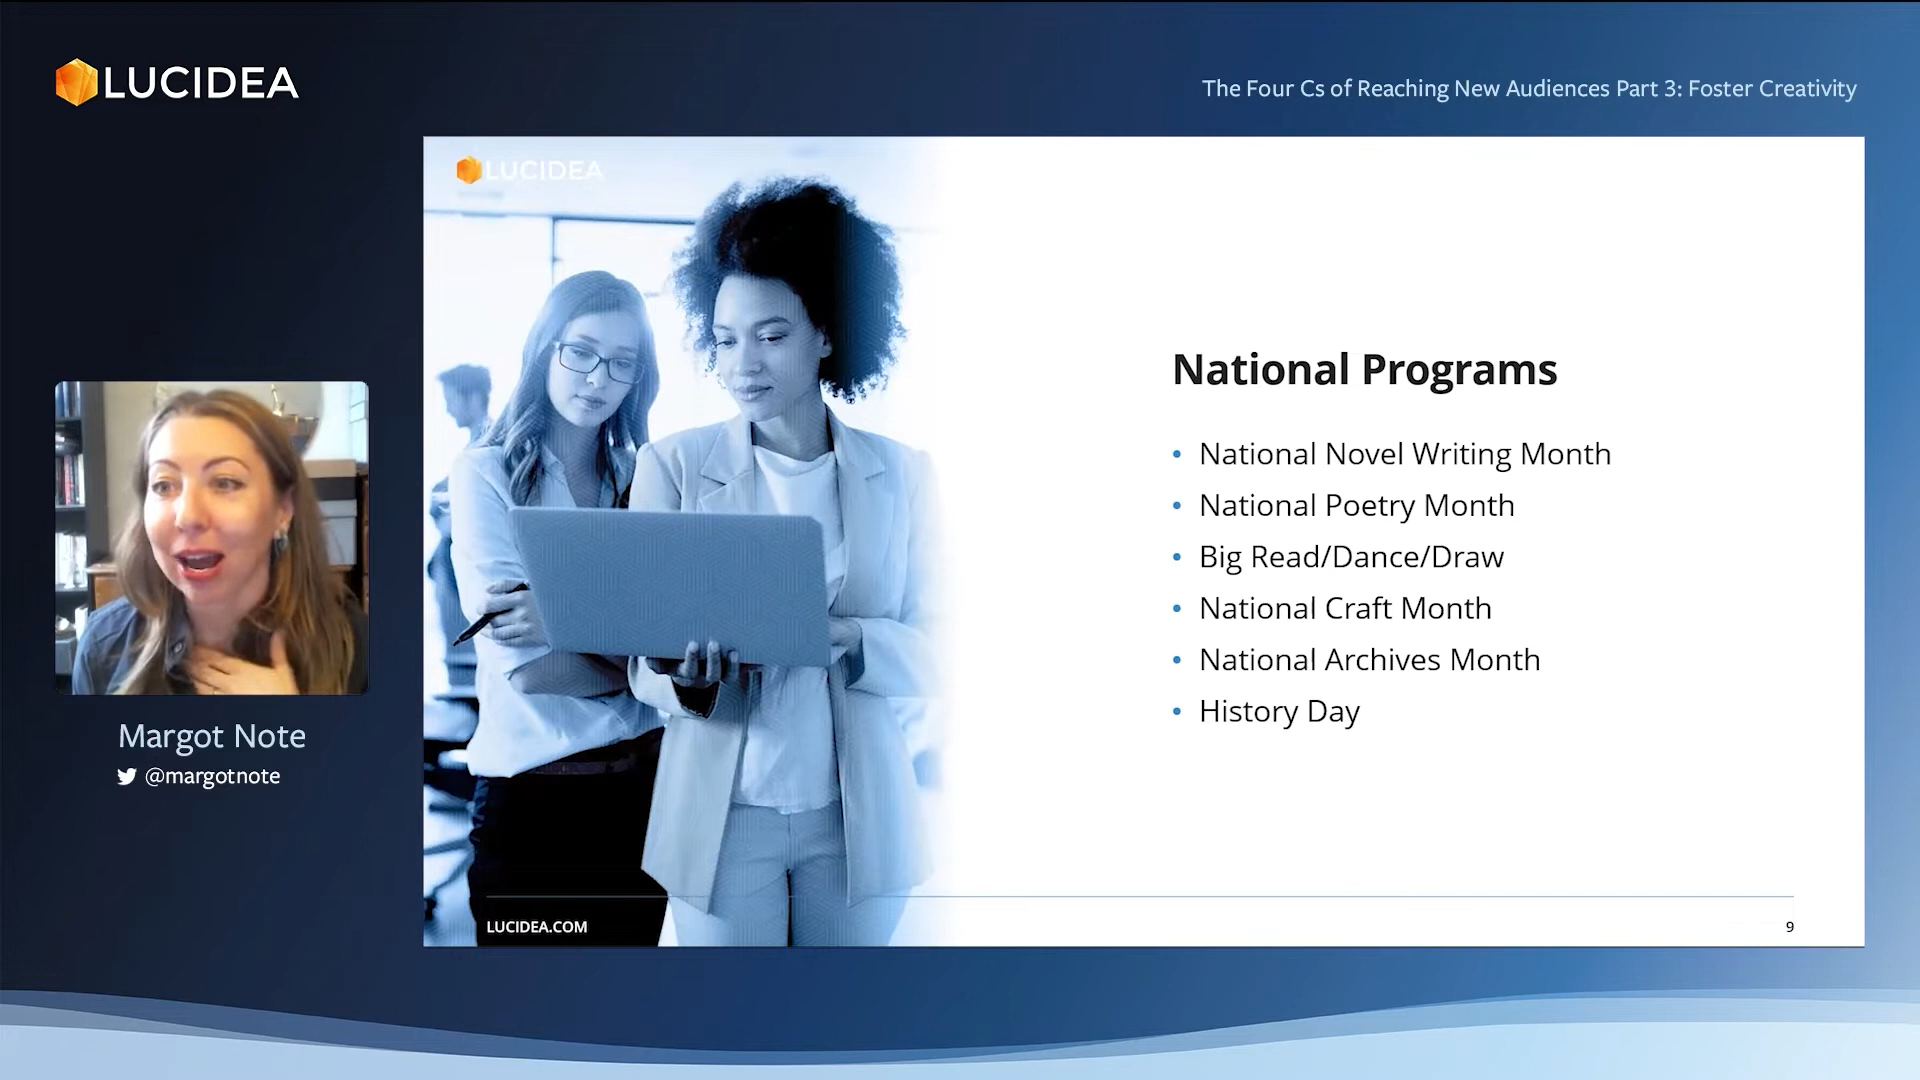 LUCIDEA
The Four Cs of Reaching New Audiences Part 3: Foster Creativity
LUCIDEA
National Programs
• National Novel Writing Month
• National Poetry Month
• Big Read/Dance/Draw
• National Craft Month
• National Archives Month
• History Day
Margot Note
@margotnote
LUCIDEA.COM
9